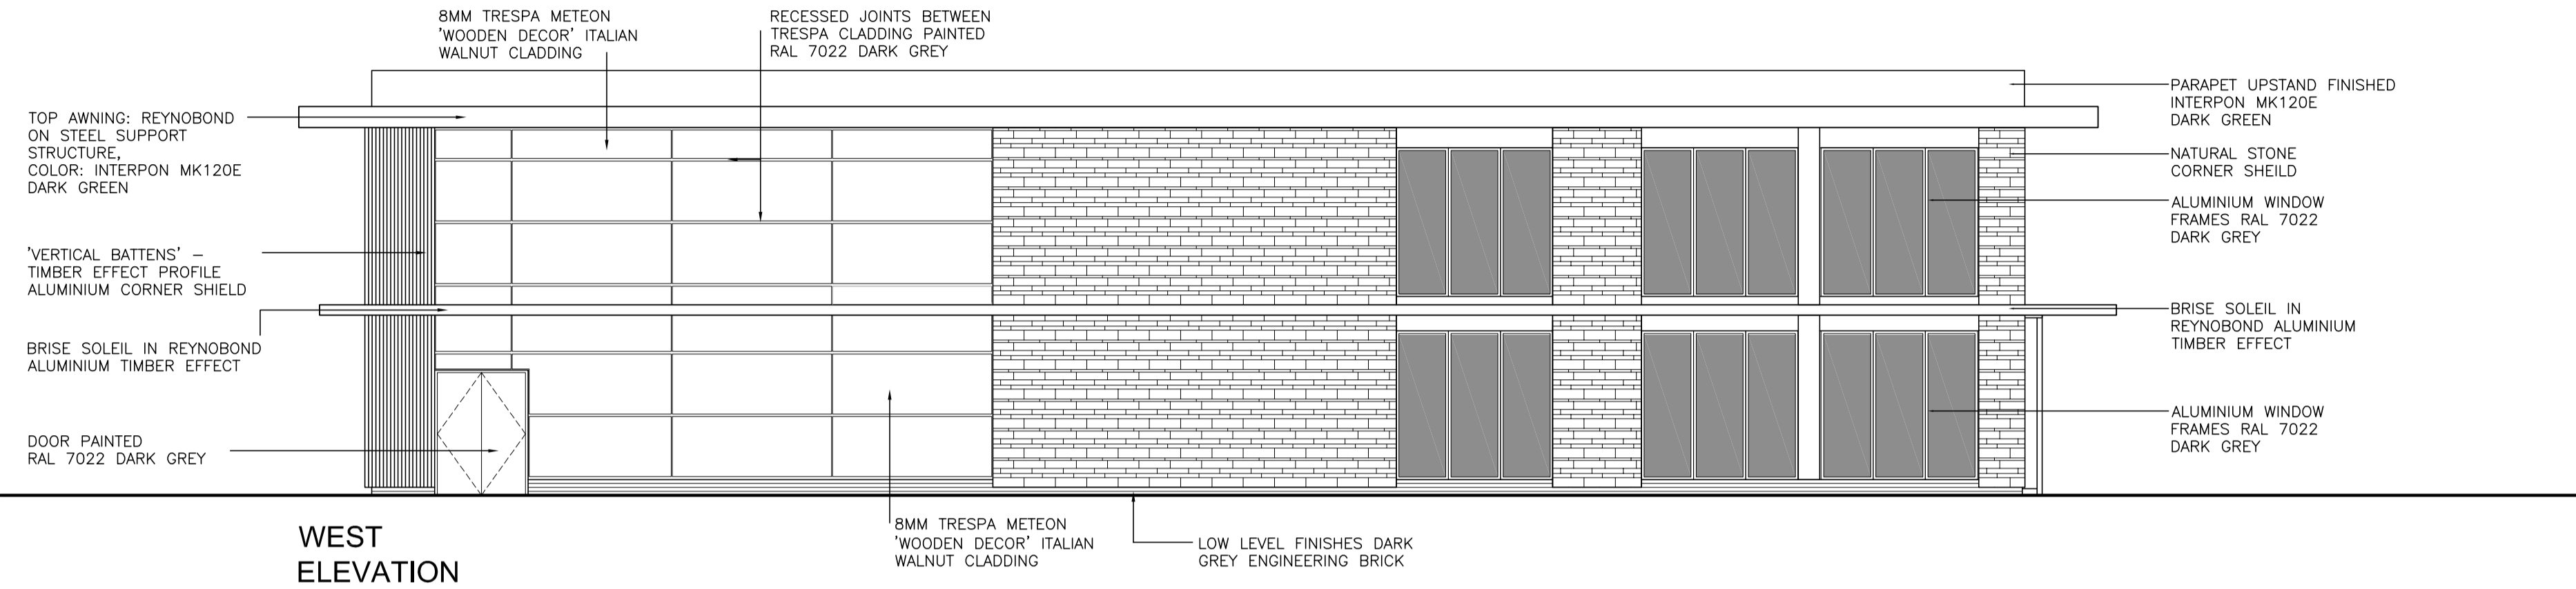 8MM TRESPA METEON
'WOODEN DECOR' ITALIAN
WALNUT CLADDING
RECESSED JOINTS BETWEEN
TRESPA CLADDING PAINTED
RAL 7022 DARK GREY
TOP AWNING: REYNOBOND
ON STEEL SUPPORT
STRUCTURE,
COLOR: INTERPON MK120E
DARK GREEN
'VERTICAL BATTENS' –
TIMBER EFFECT PROFILE
ALUMINIUM CORNER SHIELD
BRISE SOLEIL IN REYNOBOND
ALUMINIUM TIMBER EFFECT
DOOR PAINTED
RAL 7022 DARK GREY
PARAPET UPSTAND FINISHED
INTERPON MK120E
DARK GREEN
NATURAL STONE
CORNER SHEILD
ALUMINIUM WINDOW
FRAMES RAL 7022
DARK GREY
BRISE SOLEIL IN
REYNOBOND ALUMINIUM
TIMBER EFFECT
ALUMINIUM WINDOW
FRAMES RAL 7022
DARK GREY
8MM TRESPA METEON
'WOODEN DECOR' ITALIAN
WALNUT CLADDING
LOW LEVEL FINISHES DARK
GREY ENGINEERING BRICK
WEST
ELEVATION